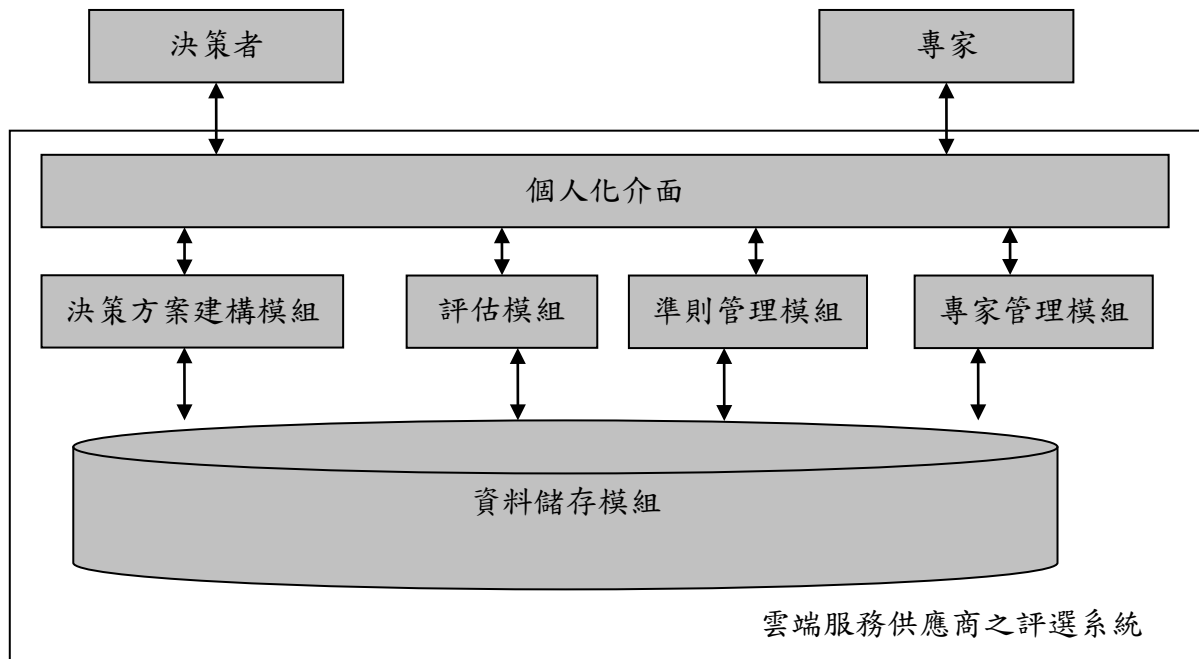 決策者
專家
個人化介面
決策方案建構模組
評估模組
準則管理模組
專家管理模組
資料儲存模組
雲端服務供應商之評選系統